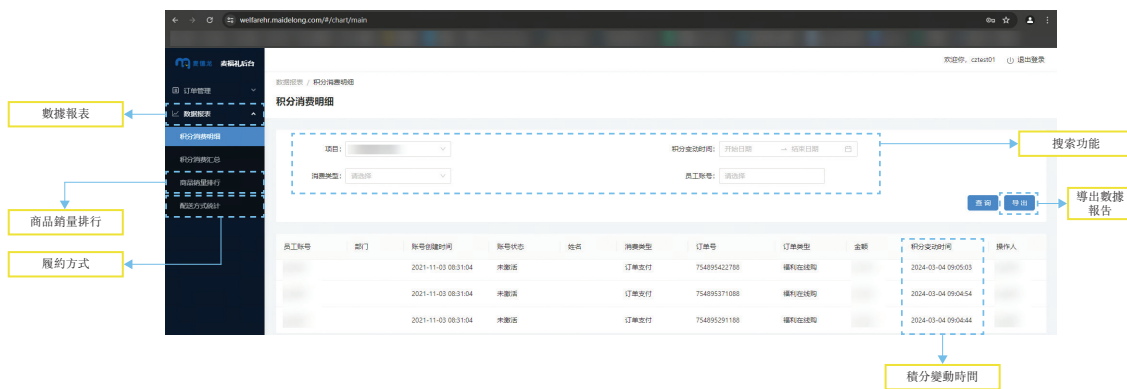 welfarehr.maidelong.com/#/chart/main
麦德龙 麦福礼后台
欢迎你, cztest01 退出登录
订单管理
数据报表
积分消费明细
积分消费汇总
商品销量排行
配送方式统计
数据报表 / 积分消费明细
积分消费明细
项目:
积分变动时间: 开始日期 → 结束日期
消费类型: 请选择
员工账号: 请选择
查 询 导 出
员工账号 部门 账号创建时间 账号状态 姓名 消费类型 订单号 订单类型 金额 积分变动时间 操作人
2021-11-03 08:31:04 未激活 订单支付 754895422788 福利在线购 2024-03-04 09:05:03
2021-11-03 08:31:04 未激活 订单支付 754895371088 福利在线购 2024-03-04 09:04:54
2021-11-03 08:31:04 未激活 订单支付 754895291188 福利在线购 2024-03-04 09:04:44
數據報表
商品銷量排行
履約方式
搜索功能
導出數據
報告
積分變動時間